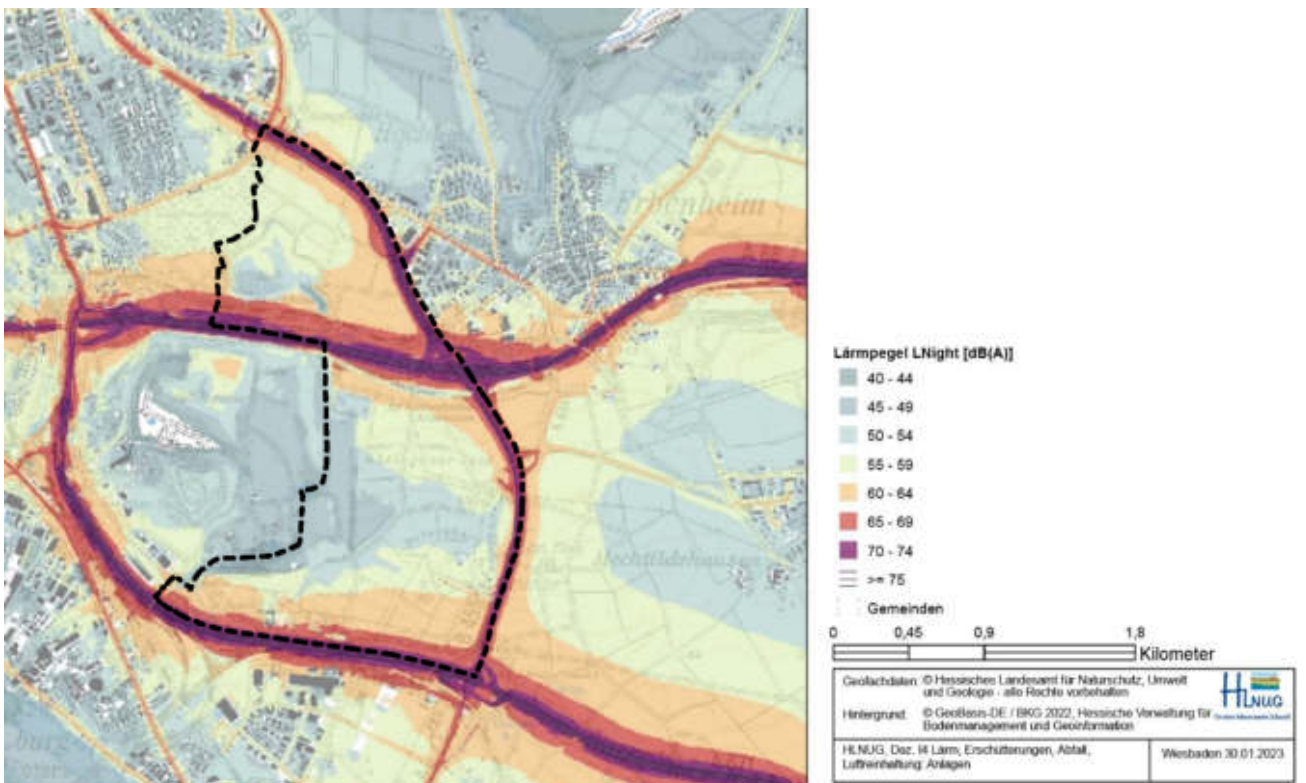 Erbenheim
Hechtildshausen
Lärmpegel LNight [dB(A)]
40 - 44
45 - 49
50 - 54
55 - 59
60 - 64
65 - 69
70 - 74
>= 75
Gemeinden
0 0,45 0,9 1,8
Kilometer
Geofachdaten: © Hessisches Landesamt für Naturschutz, Umwelt
und Geologie - alle Rechte vorbehalten
HLNUG
Hintergrund: © GeoBasis-DE / BKG 2022, Hessische Verwaltung für
Bodenmanagement und Geoinformation
HLNUG, Dez. I4 Lärm, Erschütterungen, Abfall,
Luftreinhaltung: Anlagen
Wiesbaden 30.01.2023